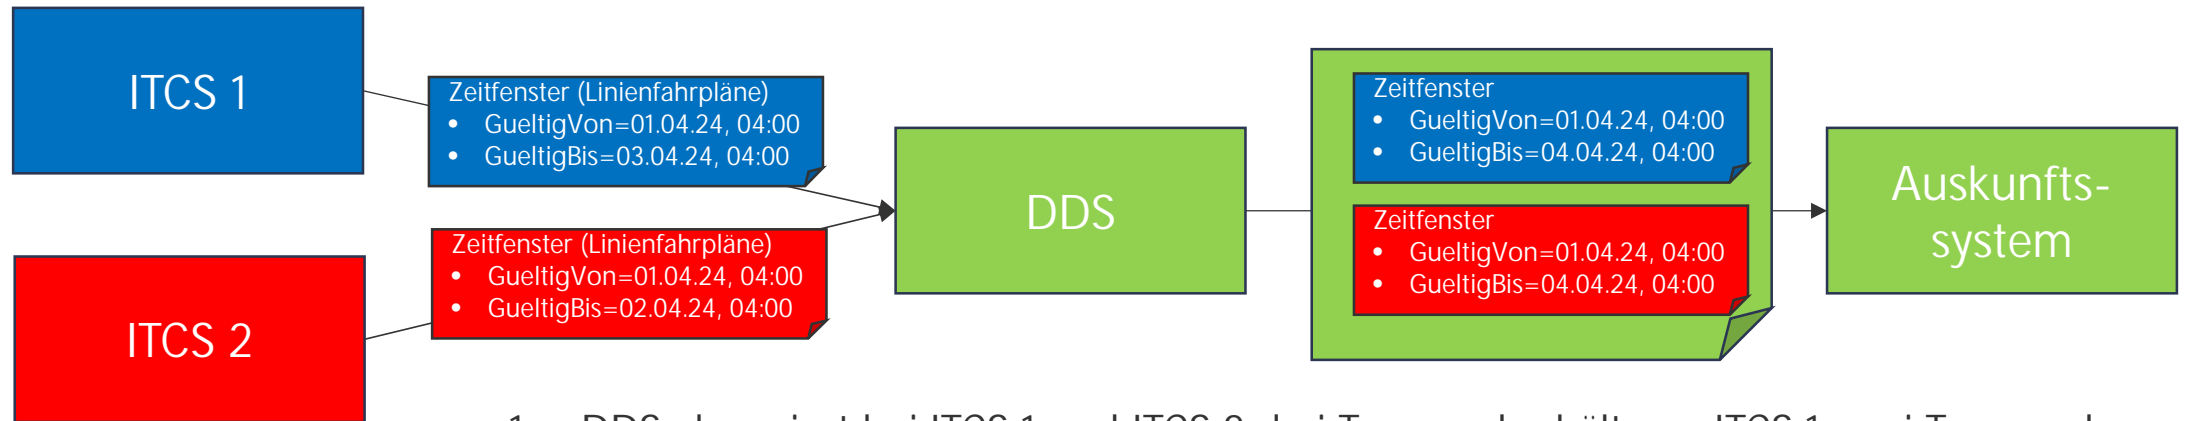 ITCS 1
Zeitfenster (Linienfahrpläne)
• GueltigVon=01.04.24, 04:00
• GueltigBis=03.04.24, 04:00
ITCS 2
Zeitfenster (Linienfahrpläne)
• GueltigVon=01.04.24, 04:00
• GueltigBis=02.04.24, 04:00
DDS
Zeitfenster
• GueltigVon=01.04.24, 04:00
• GueltigBis=04.04.24, 04:00
Zeitfenster
• GueltigVon=01.04.24, 04:00
• GueltigBis=04.04.24, 04:00
Auskunfts-
system